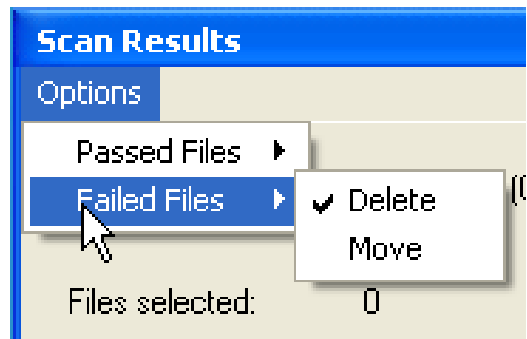 Scan Results
Options
Passed Files
Failed Files
Delete
Move
Files selected: 0